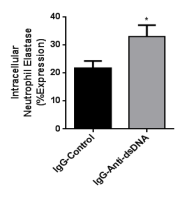 Intracellular
Neutrophil Elastase
(%Expression)
40
30
20
10
0
*
IgG-Control
IgG-Anti-dsDNA